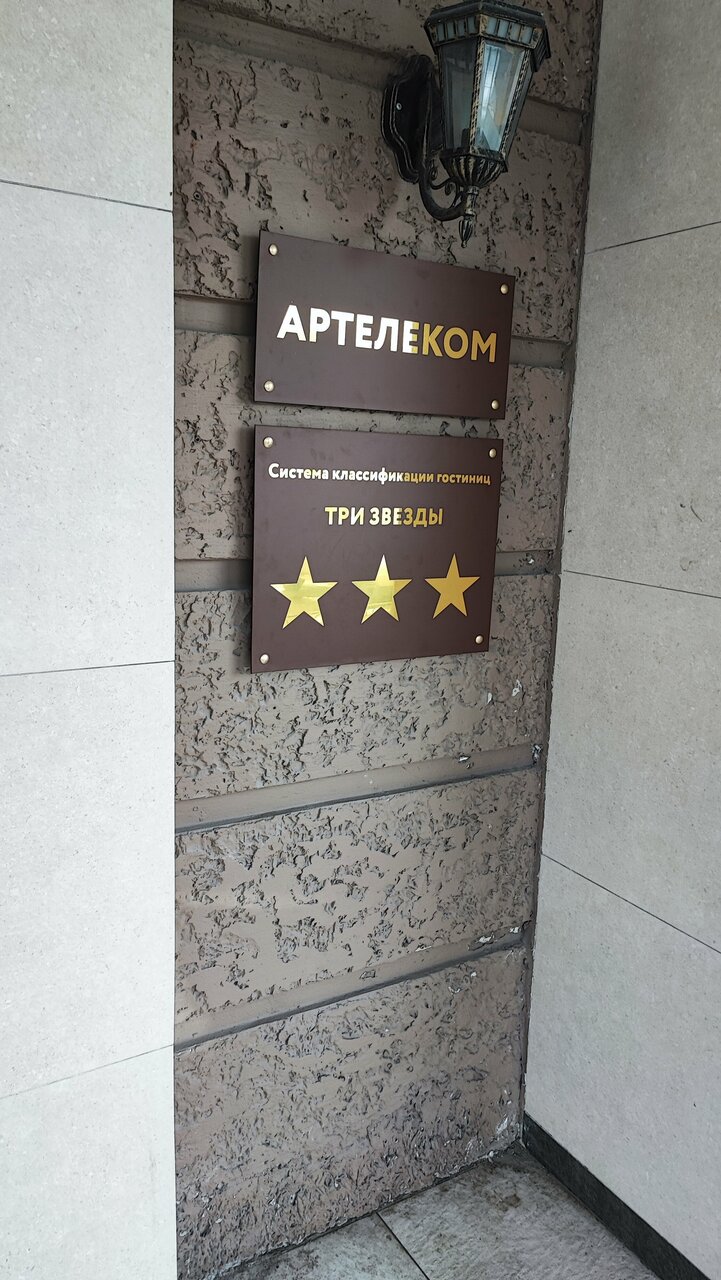 АРТЕЛЕКОМ
Система классификации гостиниц
ТРИ ЗВЕЗДЫ